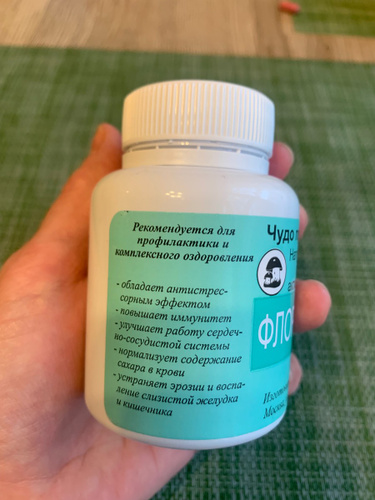 Рекомендуется для
профилактики и
комплексного оздоровления
- обладает антистрес-
сорным эффектом
- повышает иммунитет
- улучшает работу сердеч-
но-сосудистой системы
- нормализует содержание
сахара в крови
- устраняет эрозии и воспа-
ление слизистой желудка
и кишечника
Чудо